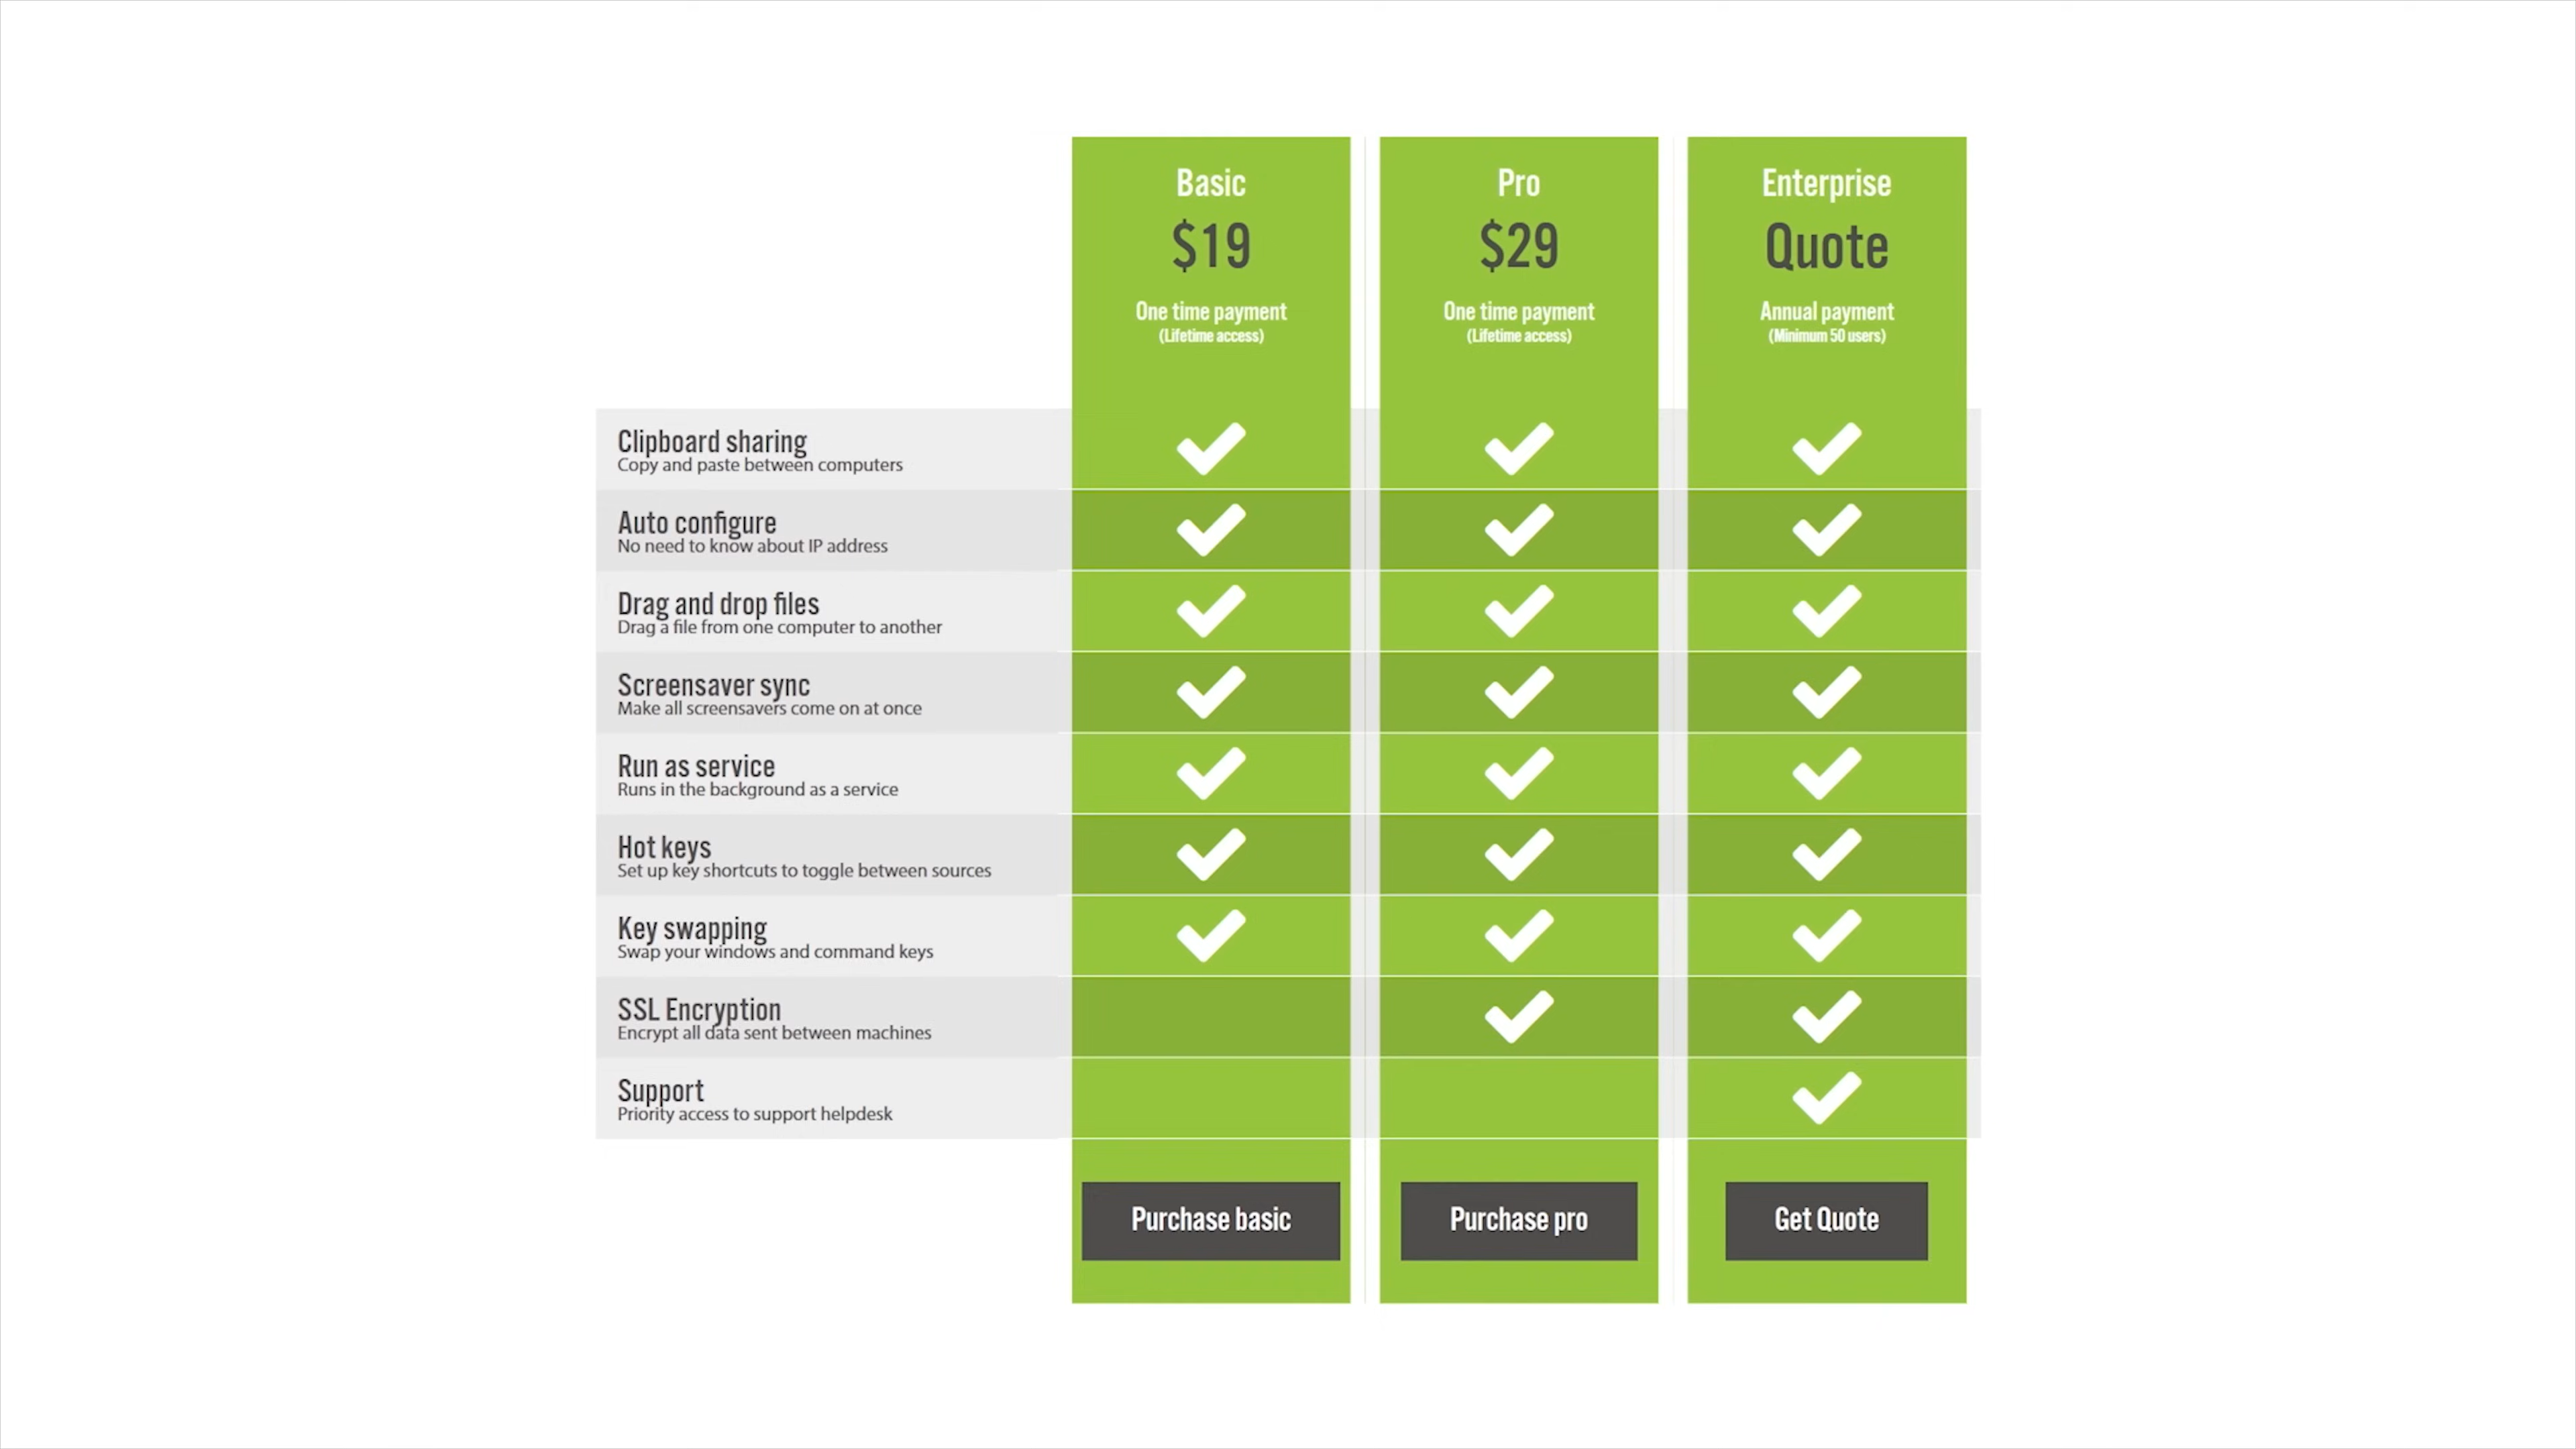 Basic
$19
One time payment
(Lifetime access)
Pro
$29
One time payment
(Lifetime access)
Enterprise
Quote
Annual payment
(Minimum 50 users)
Clipboard sharing
Copy and paste between computers
Auto configure
No need to know about IP address
Drag and drop files
Drag a file from one computer to another
Screensaver sync
Make all screensavers come on at once
Run as service
Runs in the background as a service
Hot keys
Set up key shortcuts to toggle between sources
Key swapping
Swap your windows and command keys
SSL Encryption
Encrypt all data sent between machines
Support
Priority access to support helpdesk
Purchase basic
Purchase pro
Get Quote